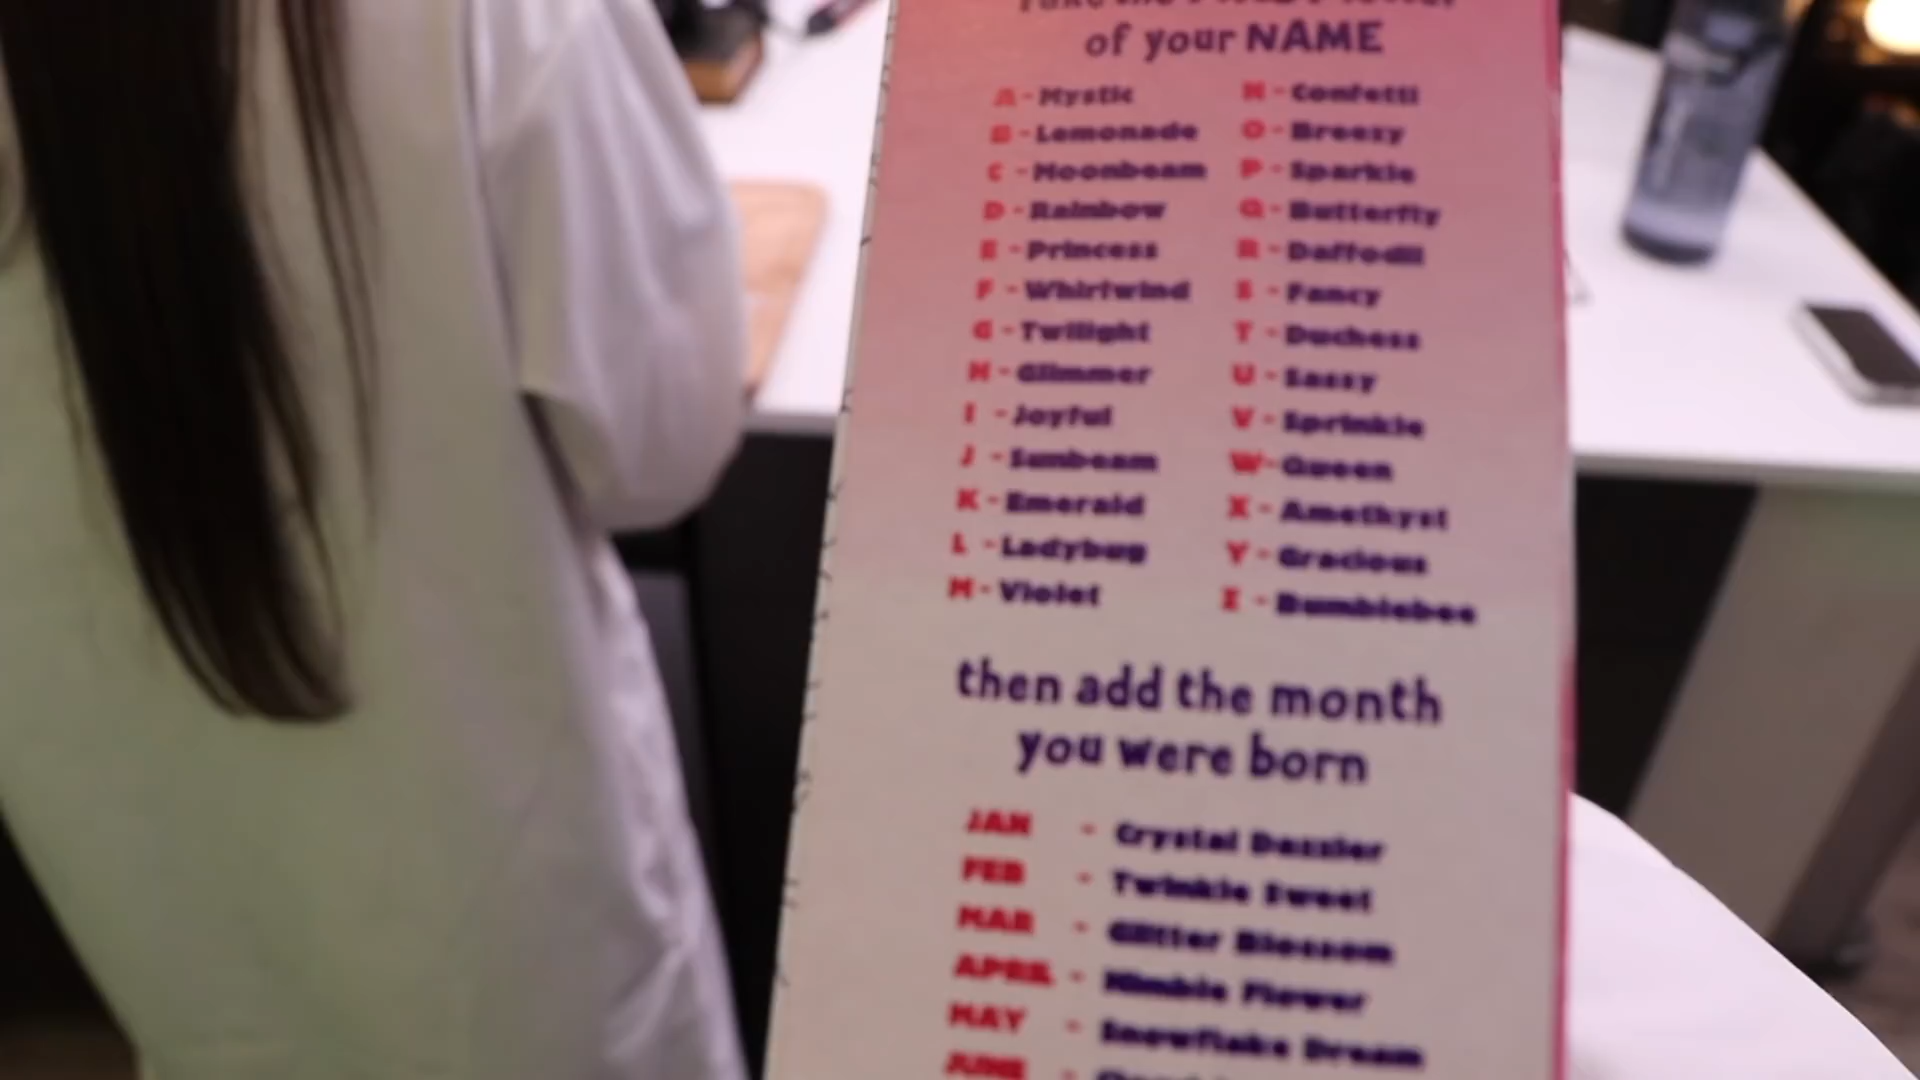 of your NAME
A - Mystic
B - Lemonade
C - Moonbeam
D - Rainbow
E - Princess
F - Whirlwind
G - Twilight
H - Glimmer
I - Joyful
J - Sunbeam
K - Emerald
L - Ladybug
M - Violet
N - Confetti
O - Breezy
P - Sparkle
Q - Butterfly
R - Daffodil
S - Fancy
T - Duchess
U - Sassy
V - Sprinkle
W - Queen
X - Amethyst
Y - Gracious
Z - Bumblebee
then add the month
you were born
JAN - Crystal Dazzler
FEB - Twinkle Sweet
MAR - Glitter Blossom
APRIL - Nimble Flower
MAY - Snowflake Dream
JUNE -